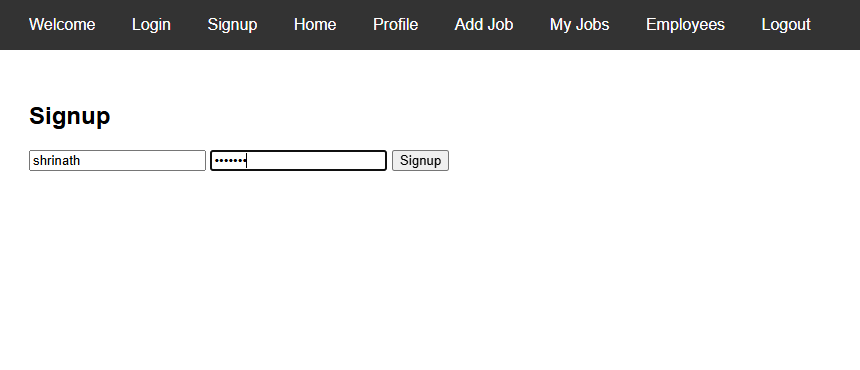 Welcome Login Signup Home Profile Add Job My Jobs Employees Logout
Signup
shrinath ••••••• Signup